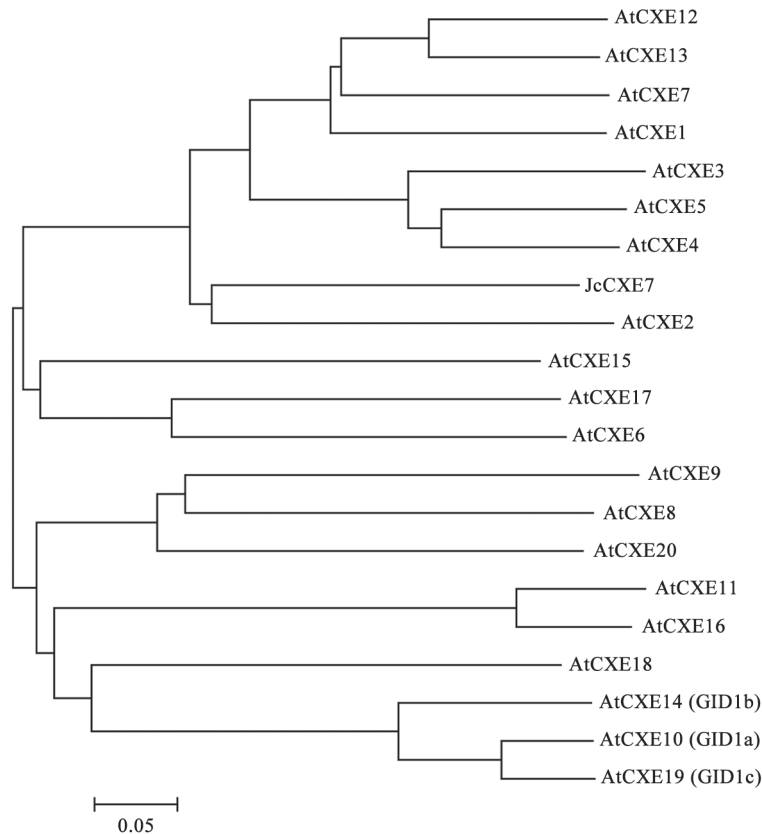 AtCXE12
AtCXE13
AtCXE7
AtCXE1
AtCXE3
AtCXE5
AtCXE4
JcCXE7
AtCXE2
AtCXE15
AtCXE17
AtCXE6
AtCXE9
AtCXE8
AtCXE20
AtCXE11
AtCXE16
AtCXE18
AtCXE14 (GID1b)
AtCXE10 (GID1a)
AtCXE19 (GID1c)
0.05